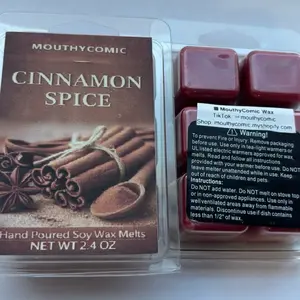 MOUTHYCOMIC
CINNAMON
SPICE
Hand Poured Soy Wax Melts
NET WT 2.4 OZ
MouthyComic Wax
TikTok: mouthycomic
Shop: mouthycomic.myshopify.com
Warning!
To prevent Fire or Injury: Remove packaging
before use. Use only tea-light warmers or
UL listed electric warmers approved for wax
melts. Read and follow all instructions
provided with your warmer before use. Do not
leave melter unattended while in use. Keep
out of reach of children and pets.
Instructions:
Do NOT add water. Do NOT melt on stove top
or in non-approved appliances. Use only in
well ventilated areas away from flammable
materials. Discontinue use if dish contains
less than 1/2" of wax.